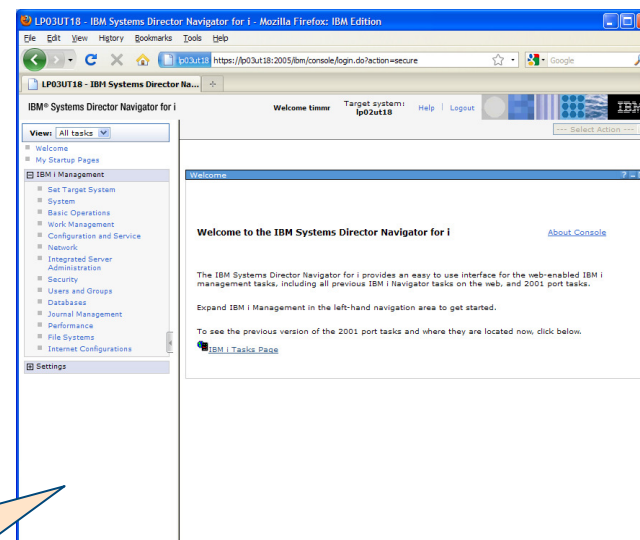 LP03UT18 - IBM Systems Director Navigator for i - Mozilla Firefox: IBM Edition
File Edit View History Bookmarks Tools Help
lp03ut18 https://lp03ut18:2005/ibm/console/login.do?action=secure
Google
LP03UT18 - IBM Systems Director Na...
IBM® Systems Director Navigator for i
Welcome timmr
Target system: lp02ut18
Help
Logout
IBM
View: All tasks
--- Select Action ---
Welcome
My Startup Pages
IBM i Management
Set Target System
System
Basic Operations
Work Management
Configuration and Service
Network
Integrated Server
Administration
Security
Users and Groups
Databases
Journal Management
Performance
File Systems
Internet Configurations
Settings
Welcome
Welcome to the IBM Systems Director Navigator for i
About Console
The IBM Systems Director Navigator for i provides an easy to use interface for the web-enabled IBM i
management tasks, including all previous IBM i Navigator tasks on the web, and 2001 port tasks.
Expand IBM i Management in the left-hand navigation area to get started.
To see the previous version of the 2001 port tasks and where they are located now, click below.
IBM i Tasks Page